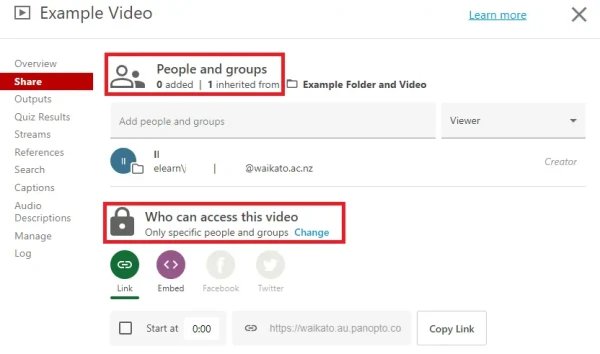 Example Video
Learn more
Overview
Share
Outputs
Quiz Results
Streams
References
Search
Captions
Audio
Descriptions
Manage
Log
People and groups
0 added | 1 inherited from Example Folder and Video
Add people and groups
Viewer
II
II
elearn\j | @waikato.ac.nz
Creator
Who can access this video
Only specific people and groups Change
Link
Embed
Facebook
Twitter
Start at 0:00
https://waikato.au.panopto.co
Copy Link